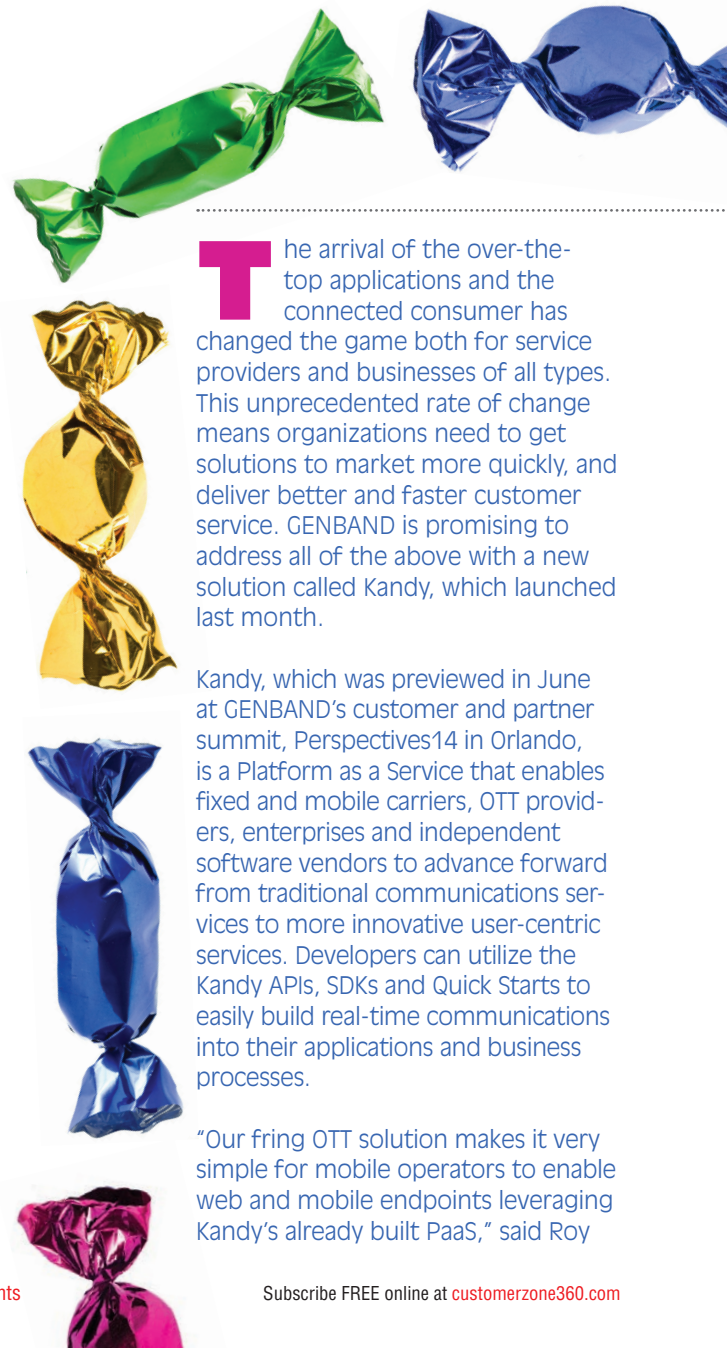 The arrival of the over-the-
top applications and the
connected consumer has
changed the game both for service
providers and businesses of all types.
This unprecedented rate of change
means organizations need to get
solutions to market more quickly, and
deliver better and faster customer
service. GENBAND is promising to
address all of the above with a new
solution called Kandy, which launched
last month.
Kandy, which was previewed in June
at GENBAND’s customer and partner
summit, Perspectives14 in Orlando,
is a Platform as a Service that enables
fixed and mobile carriers, OTT provid-
ers, enterprises and independent
software vendors to advance forward
from traditional communications ser-
vices to more innovative user-centric
services. Developers can utilize the
Kandy APIs, SDKs and Quick Starts to
easily build real-time communications
into their applications and business
processes.
“Our fring OTT solution makes it very
simple for mobile operators to enable
web and mobile endpoints leveraging
Kandy’s already built PaaS,” said Roy
Subscribe FREE online at customerzone360.com